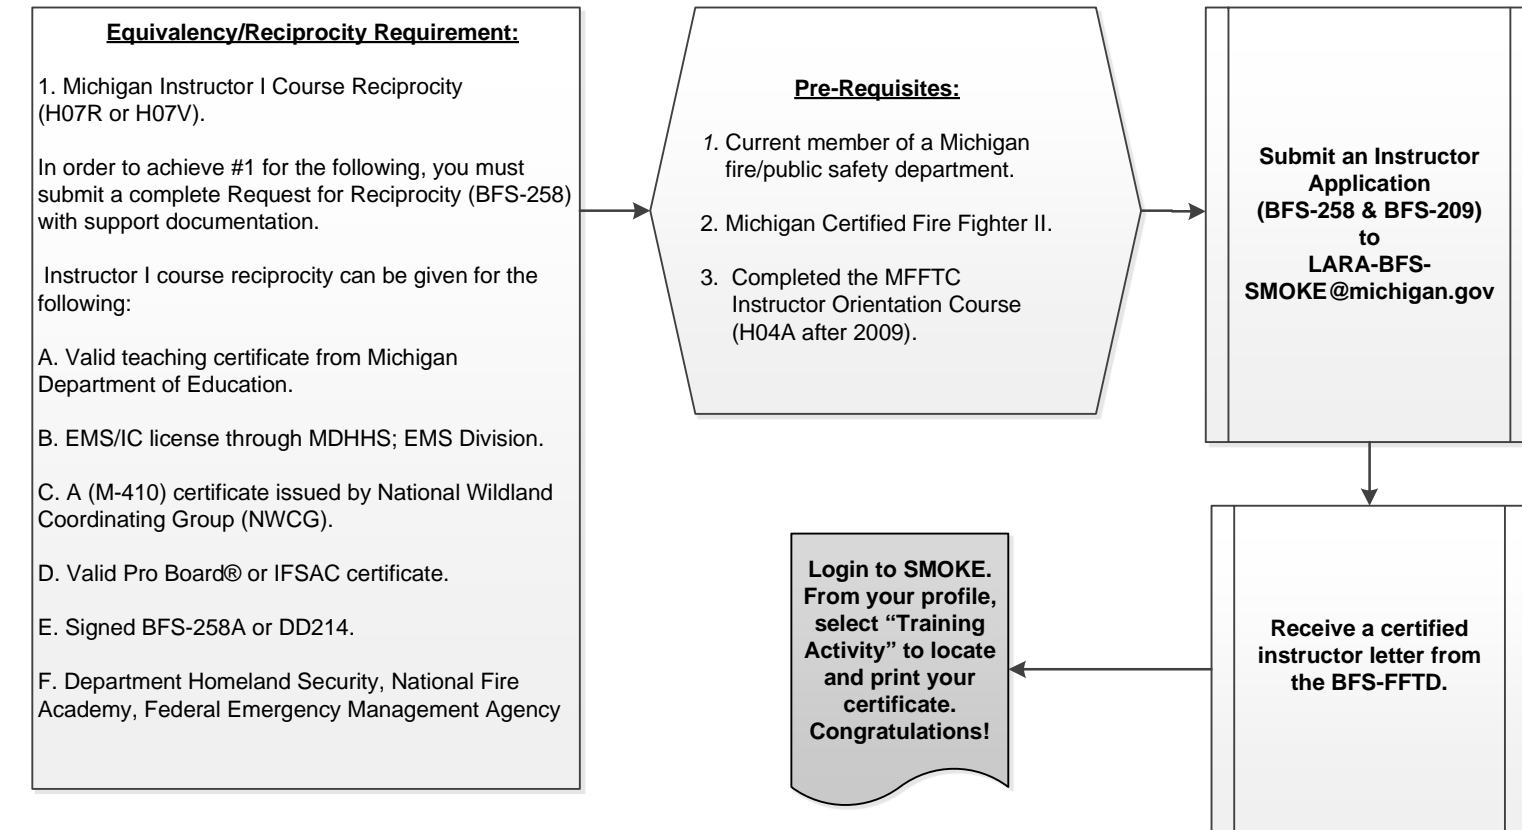 Equivalency/Reciprocity Requirement:
1. Michigan Instructor I Course Reciprocity
(H07R or H07V).
In order to achieve #1 for the following, you must
submit a complete Request for Reciprocity (BFS-258)
with support documentation.
Instructor I course reciprocity can be given for the
following:
A. Valid teaching certificate from Michigan
Department of Education.
B. EMS/IC license through MDHHS; EMS Division.
C. A (M-410) certificate issued by National Wildland
Coordinating Group (NWCG).
D. Valid Pro Board® or IFSAC certificate.
E. Signed BFS-258A or DD214.
F. Department Homeland Security, National Fire
Academy, Federal Emergency Management Agency
Pre-Requisites:
1. Current member of a Michigan
fire/public safety department.
2. Michigan Certified Fire Fighter II.
3. Completed the MFFTC
Instructor Orientation Course
(H04A after 2009).
Submit an Instructor
Application
(BFS-258 & BFS-209)
to
LARA-BFS-
SMOKE@michigan.gov
Receive a certified
instructor letter from
the BFS-FFTD.
Login to SMOKE.
From your profile,
select “Training
Activity” to locate
and print your
certificate.
Congratulations!